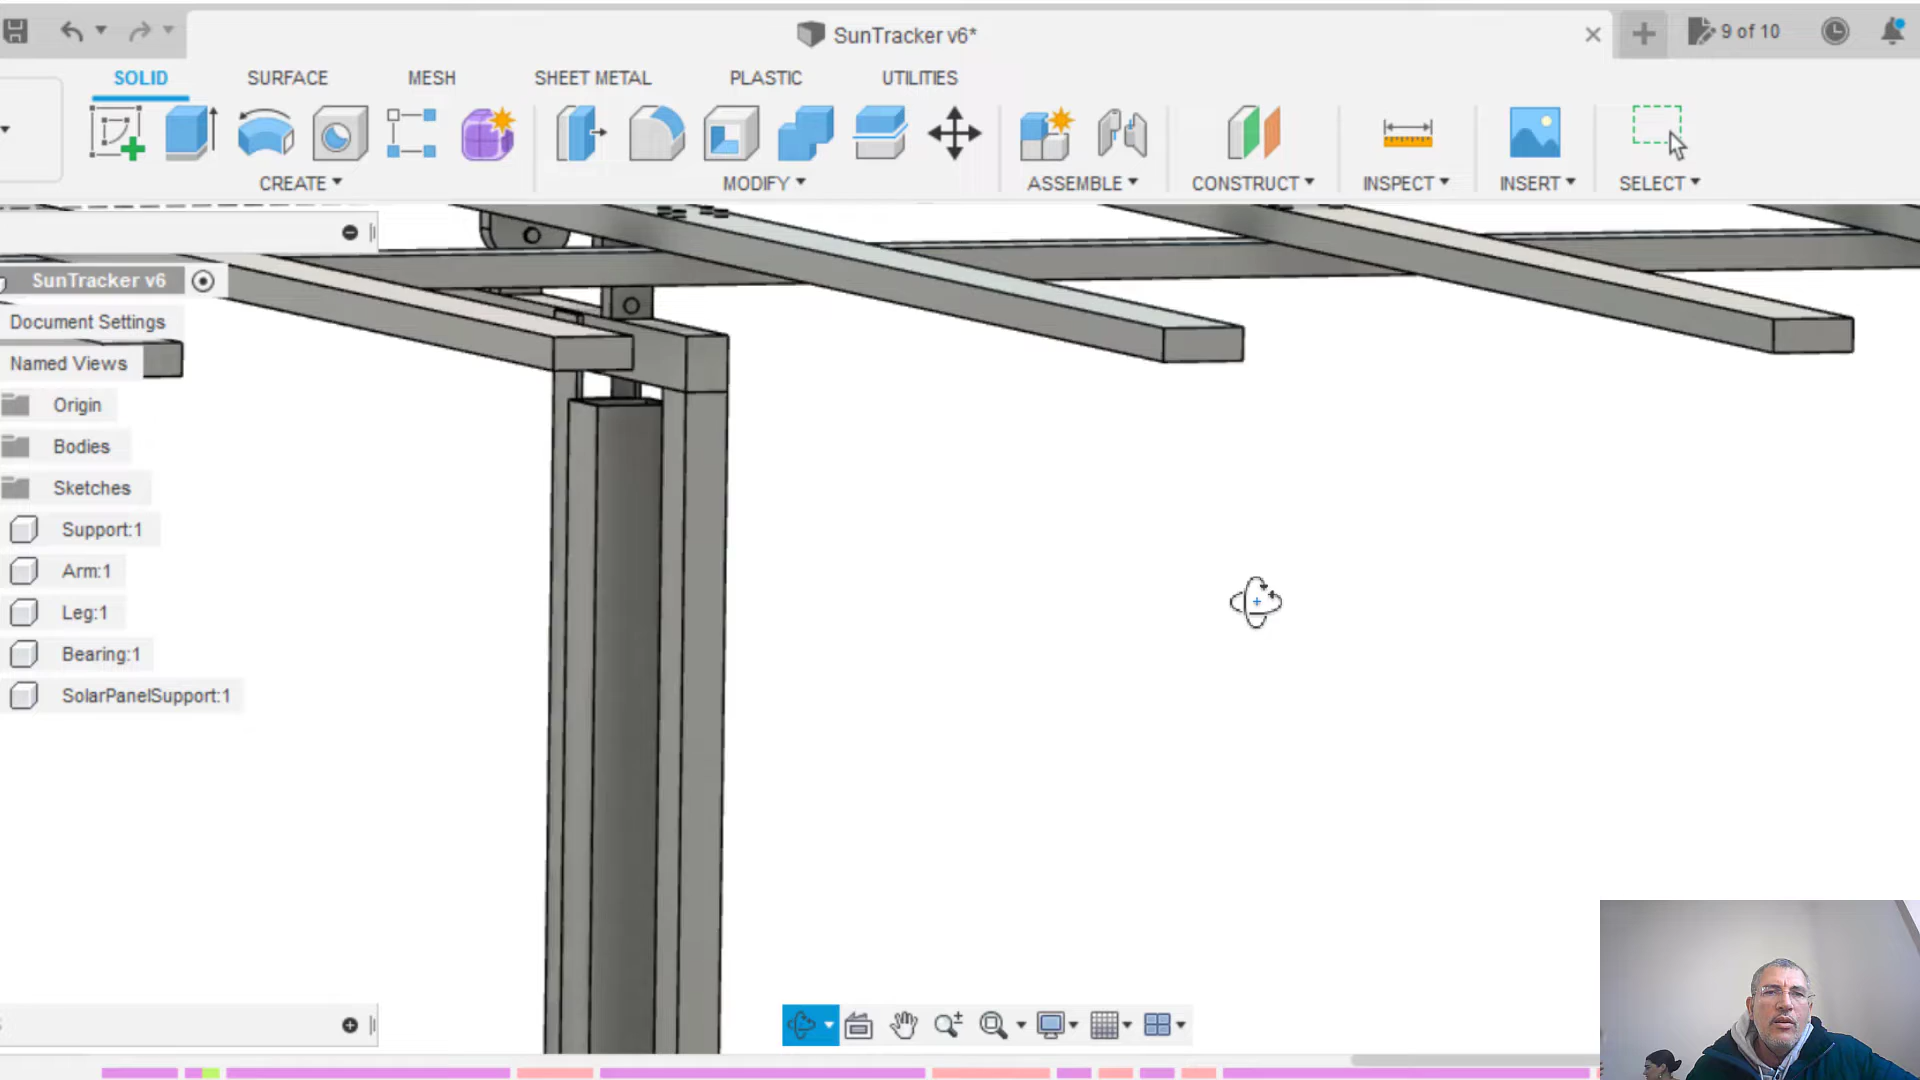 SunTracker v6*
9 of 10
SOLID
SURFACE
MESH
SHEET METAL
PLASTIC
UTILITIES
CREATE
MODIFY
ASSEMBLE
CONSTRUCT
INSPECT
INSERT
SELECT
SunTracker v6
Document Settings
Named Views
Origin
Bodies
Sketches
Support:1
Arm:1
Leg:1
Bearing:1
SolarPanelSupport:1